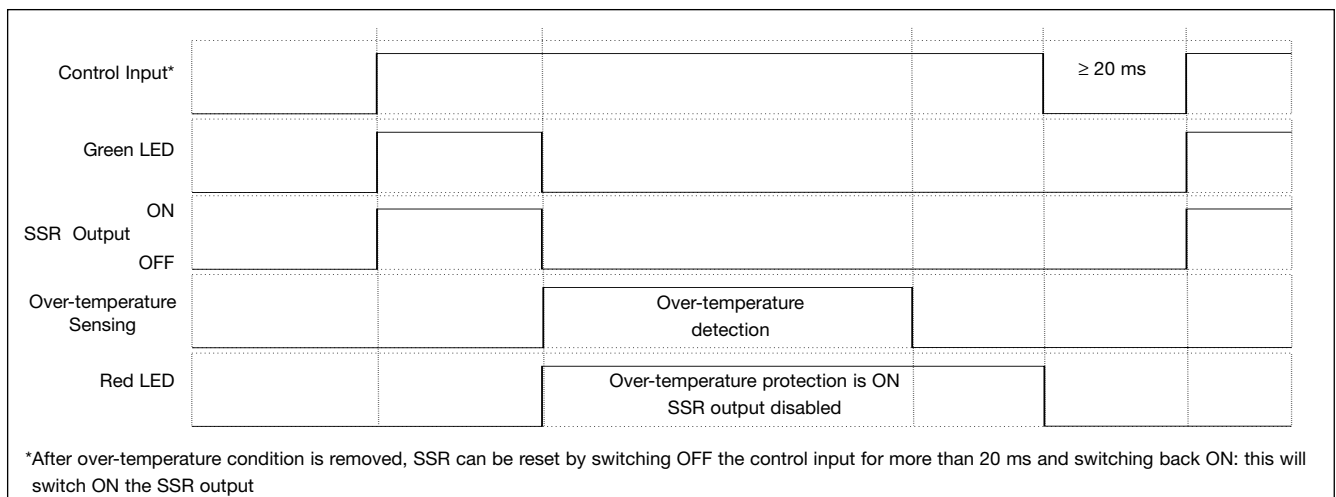 Control Input*
≥ 20 ms
Green LED
ON
SSR Output
OFF
Over-temperature
Sensing
Over-temperature
detection
Red LED
Over-temperature protection is ON
SSR output disabled
*After over-temperature condition is removed, SSR can be reset by switching OFF the control input for more than 20 ms and switching back ON: this will
switch ON the SSR output